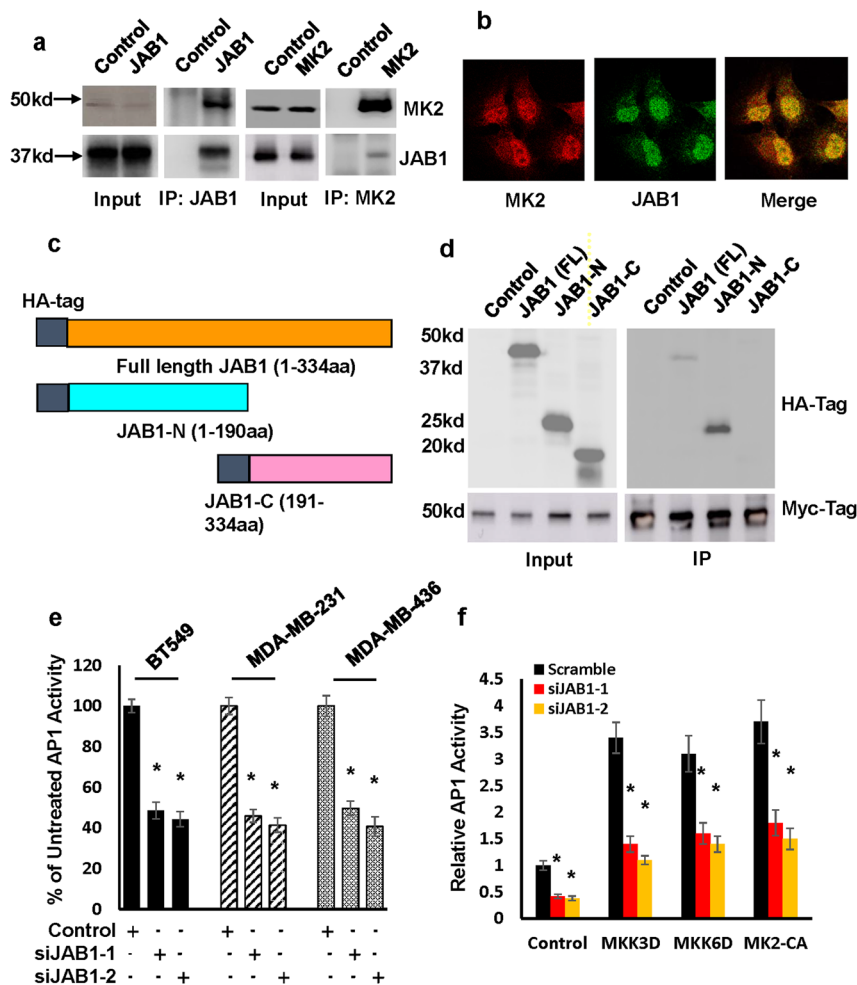 a
Control
JAB1
Control
JAB1
Control
MK2
Control
MK2
50kd
MK2
37kd
JAB1
Input
IP: JAB1
Input
IP: MK2
b
MK2
JAB1
Merge
c
HA-tag
Full length JAB1 (1-334aa)
JAB1-N (1-190aa)
JAB1-C (191-
334aa)
d
Control
JAB1 (FL)
JAB1-N
JAB1-C
Control
JAB1 (FL)
JAB1-N
JAB1-C
50kd
37kd
25kd
20kd
HA-Tag
50kd
Myc-Tag
Input
IP
e
BT549
MDA-MB-231
MDA-MB-436
% of Untreated AP1 Activity
120
100
80
60
40
20
0
* * * * * *
Control + - - + - - + - -
siJAB1-1 - + - - + - - + -
siJAB1-2 - - + - - + - - +
f
Scramble
siJAB1-1
siJAB1-2
Relative AP1 Activity
4.5
4
3.5
3
2.5
2
1.5
1
0.5
0
* * * * * * * *
Control MKK3D MKK6D MK2-CA